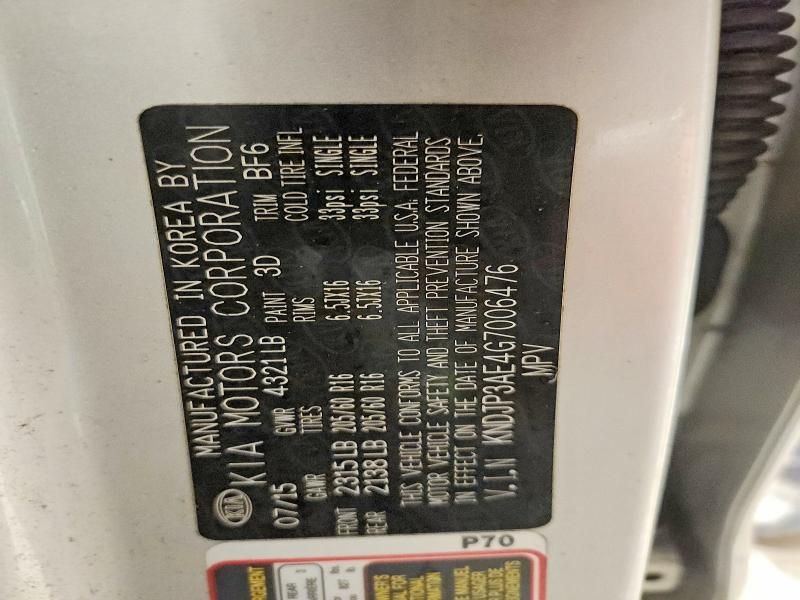 KIA
MANUFACTURED IN KOREA BY
KIA MOTORS CORPORATION
07/15 GVWR 4321LB PAINT 3D TRIM BF6
GAWR TIRES RIMS COLD TIRE INFL
FRONT 2315LB 205/60 R16 6.5JX16 33psi SINGLE
REAR 2138LB 205/60 R16 6.5JX16 33psi SINGLE
THIS VEHICLE CONFORMS TO ALL APPLICABLE U.S.A. FEDERAL
MOTOR VEHICLE SAFETY AND THEFT PREVENTION STANDARDS
IN EFFECT ON THE DATE OF MANUFACTURE SHOWN ABOVE.
V.I.N KNDJP3AE4G7006476
MPV
P70
REAR 3